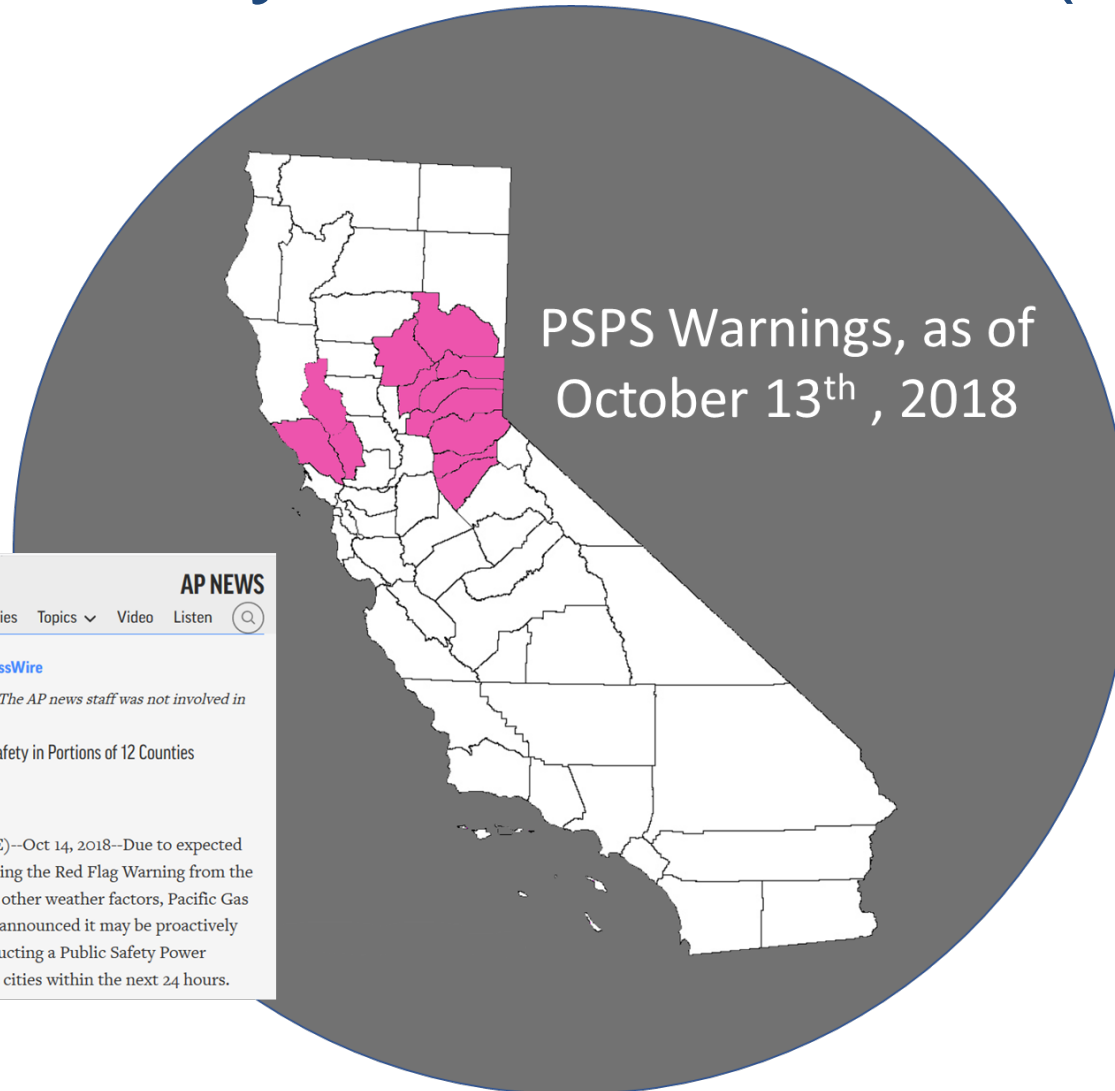 y
(
PSPS Warnings, as of
October 13th , 2018
AP NEWS
ies Topics Video Listen
ssWire
The AP news staff was not involved in
afety in Portions of 12 Counties
E)--Oct 14, 2018--Due to expected
ing the Red Flag Warning from the
other weather factors, Pacific Gas
announced it may be proactively
ucting a Public Safety Power
cities within the next 24 hours.